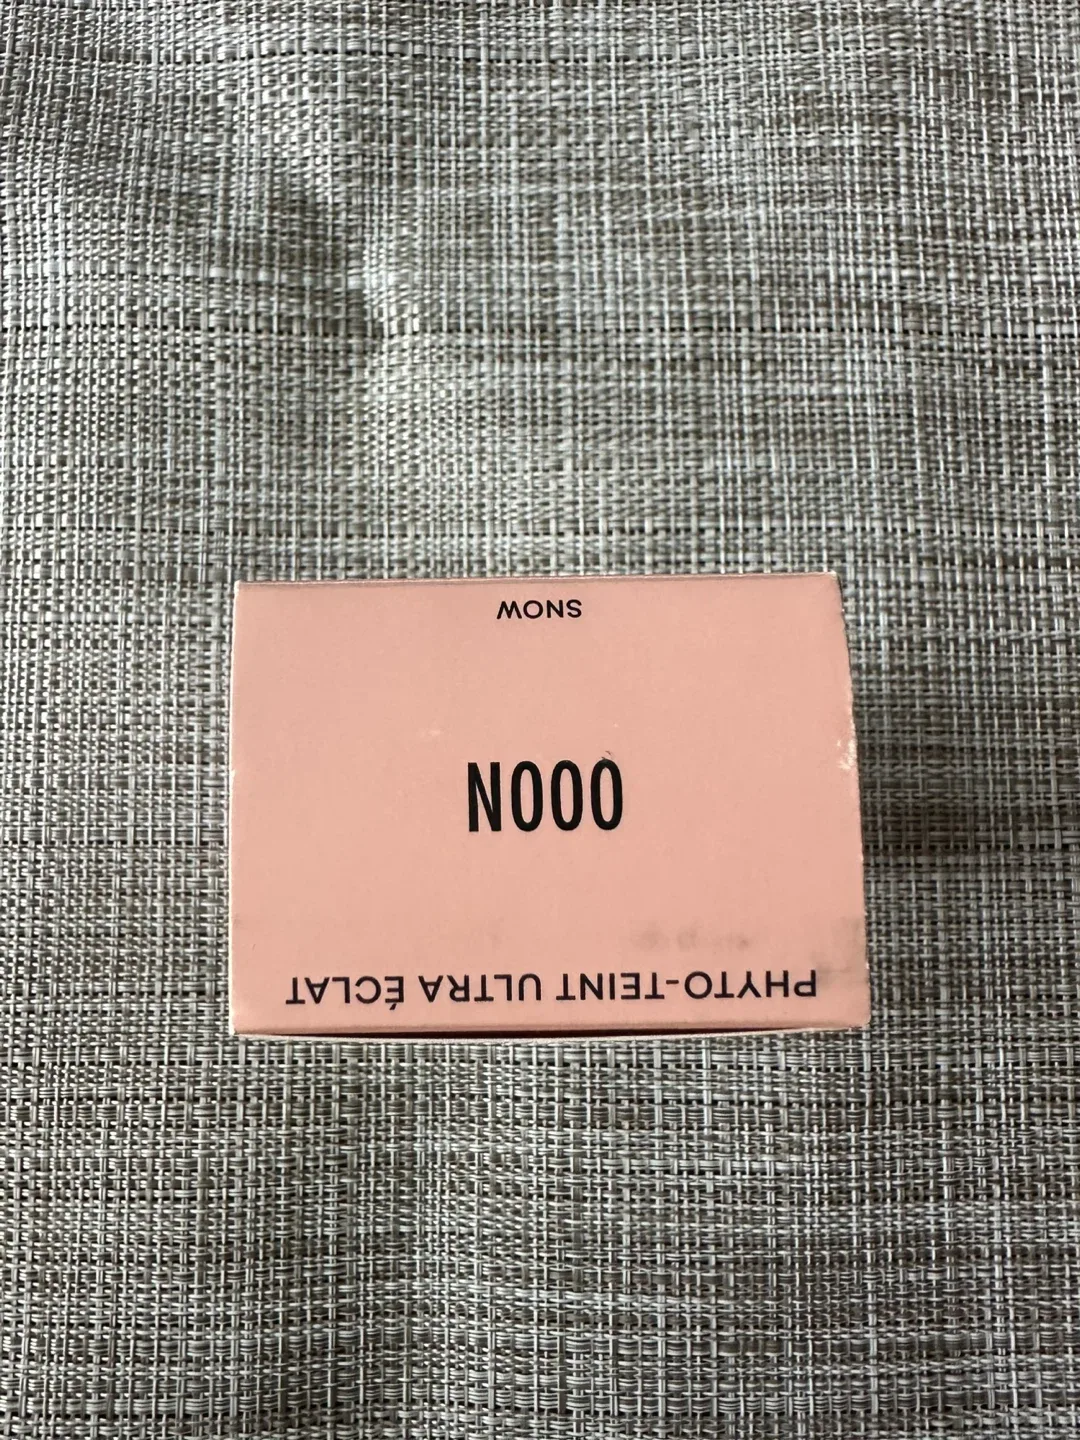 PHYTO-TEINT ULTRA ÉCLAT
000N
SNOW